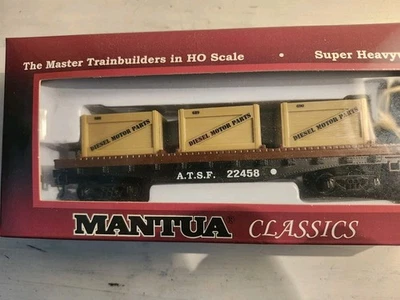 The Master Trainbuilders in HO Scale • Super Heavyw
DIESEL MOTOR PARTS DIESEL MOTOR PARTS DIESEL MOTOR PARTS
A.T.S.F. 22458
MANTUA® CLASSICS